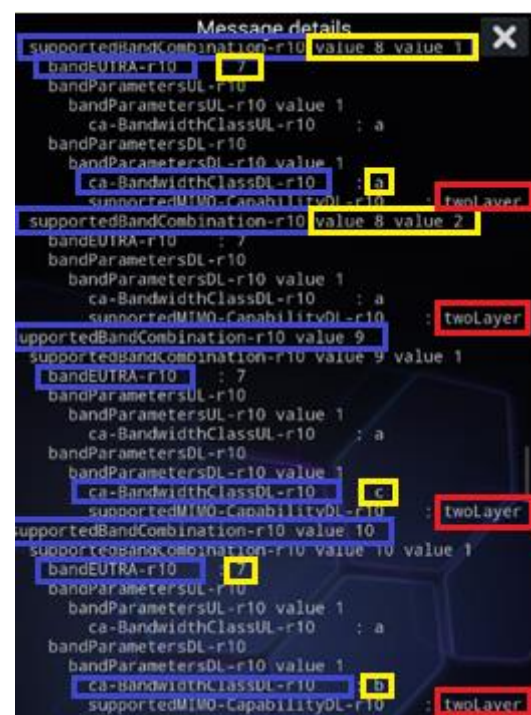 Message details
supportedBandCombination-r10 value 8 value 1
bandEUTRA-r10 : 7
bandParametersUL-r10
bandParametersUL-r10 value 1
ca-BandwidthClassUL-r10 : a
bandParametersDL-r10
bandParametersDL-r10 value 1
ca-BandwidthClassDL-r10 : a
supportedMIMO-CapabilityDL-r10 : twoLayer
supportedBandCombination-r10 value 8 value 2
bandEUTRA-r10 : 7
bandParametersDL-r10
bandParametersDL-r10 value 1
ca-BandwidthClassDL-r10 : a
supportedMIMO-CapabilityDL-r10 : twoLayer
upportedBandCombination-r10 value 9
supportedBandCombination-r10 value 9 value 1
bandEUTRA-r10 : 7
bandParametersUL-r10
bandParametersUL-r10 value 1
ca-BandwidthClassUL-r10 : a
bandParametersDL-r10
bandParametersDL-r10 value 1
ca-BandwidthClassDL-r10 : c
supportedMIMO-CapabilityDL-r10 : twoLayer
supportedBandCombination-r10 value 10
supportedBandCombination-r10 value 10 value 1
bandEUTRA-r10 : 7
bandParametersUL-r10
bandParametersUL-r10 value 1
ca-BandwidthClassUL-r10 : a
bandParametersDL-r10
bandParametersDL-r10 value 1
ca-BandwidthClassDL-r10 : b
supportedMIMO-CapabilityDL-r10 : twoLayer